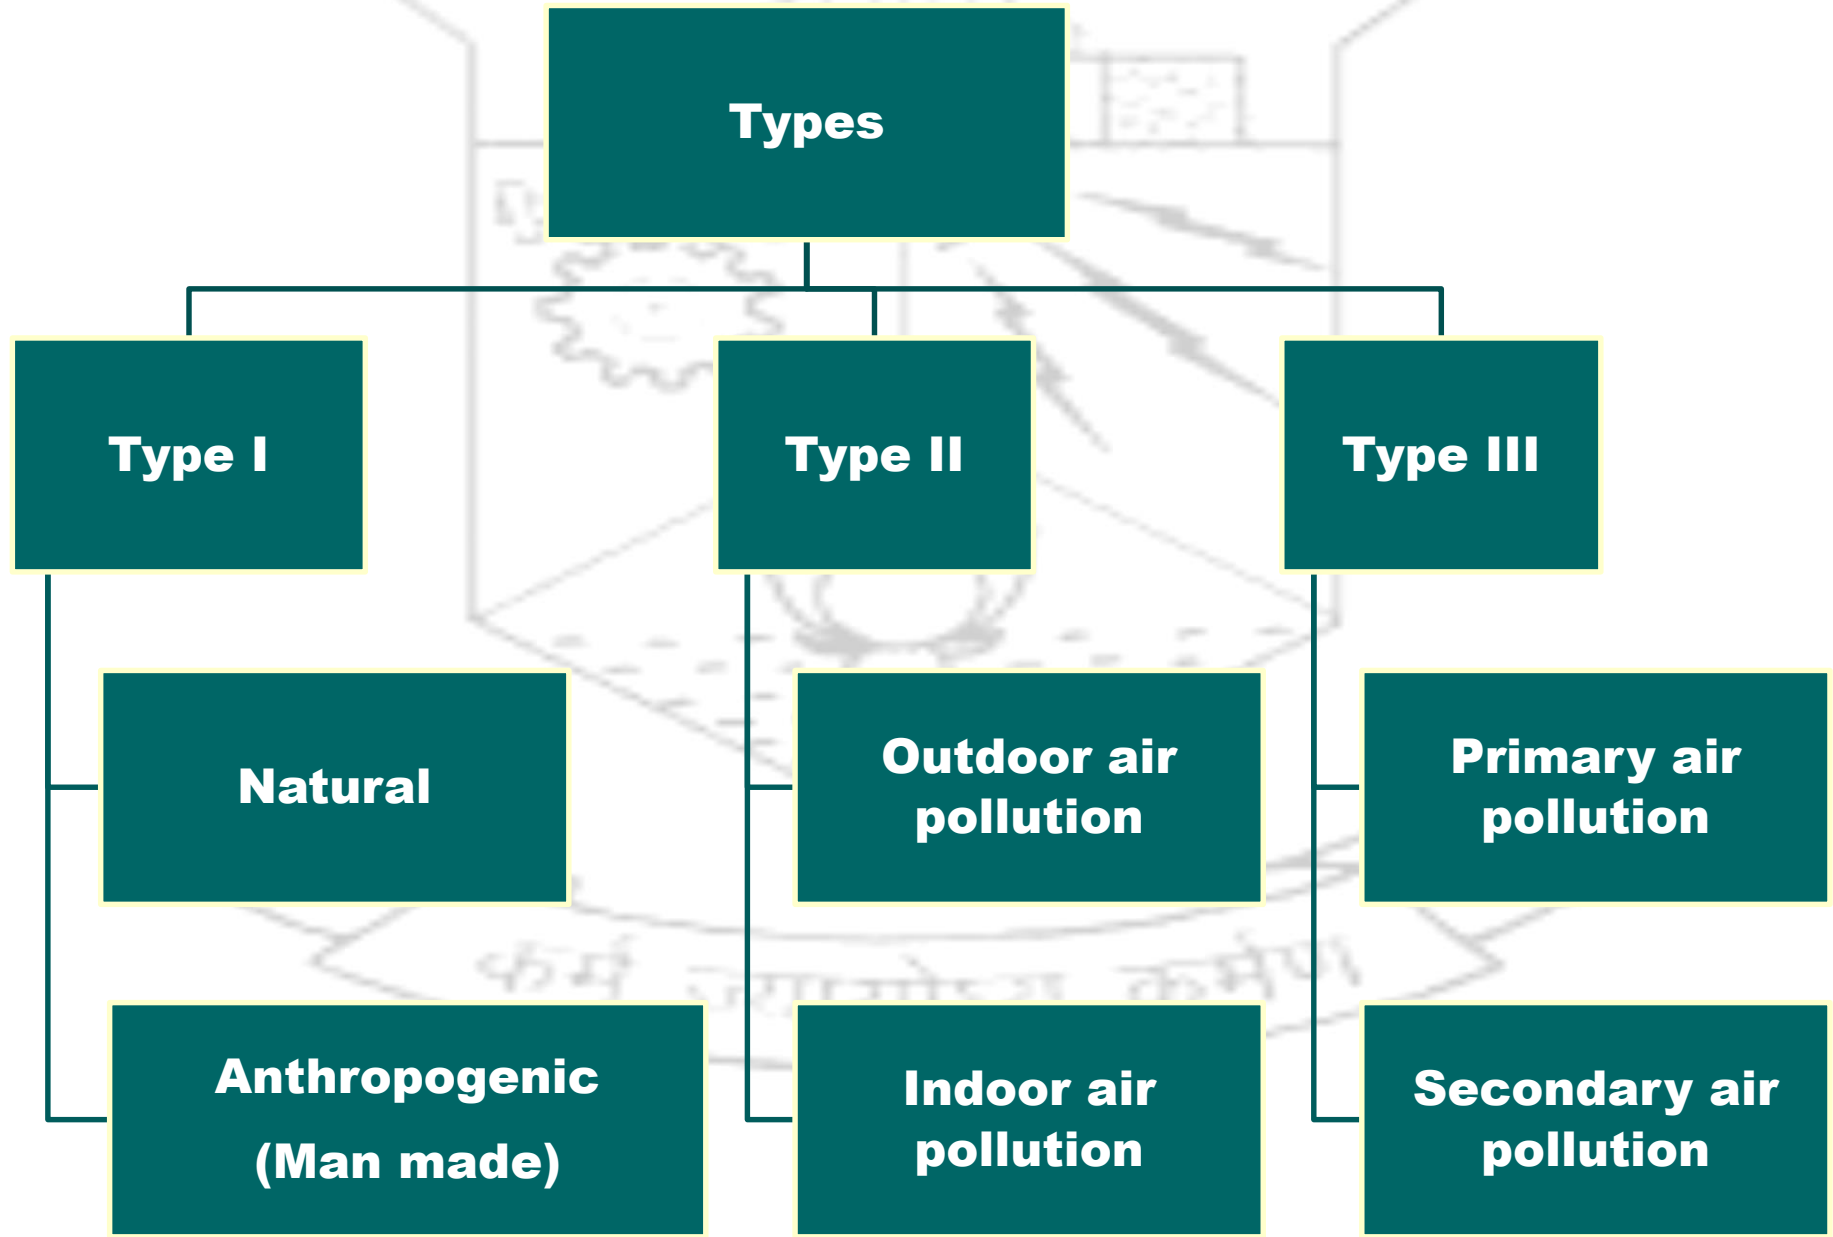 Types
Type I
Type II
Type III
Natural
Outdoor air
pollution
Primary air
pollution
Anthropogenic
(Man made)
Indoor air
pollution
Secondary air
pollution